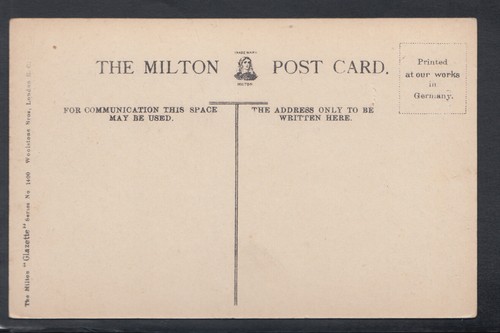 TRADE MARK
THE MILTON POST CARD.
MILTON
Printed
at our works
in
Germany.
FOR COMMUNICATION THIS SPACE
MAY BE USED.
THE ADDRESS ONLY TO BE
WRITTEN HERE.
The Milton "Glazette" Series No. 1400 Woolstone Bros, London E.C.